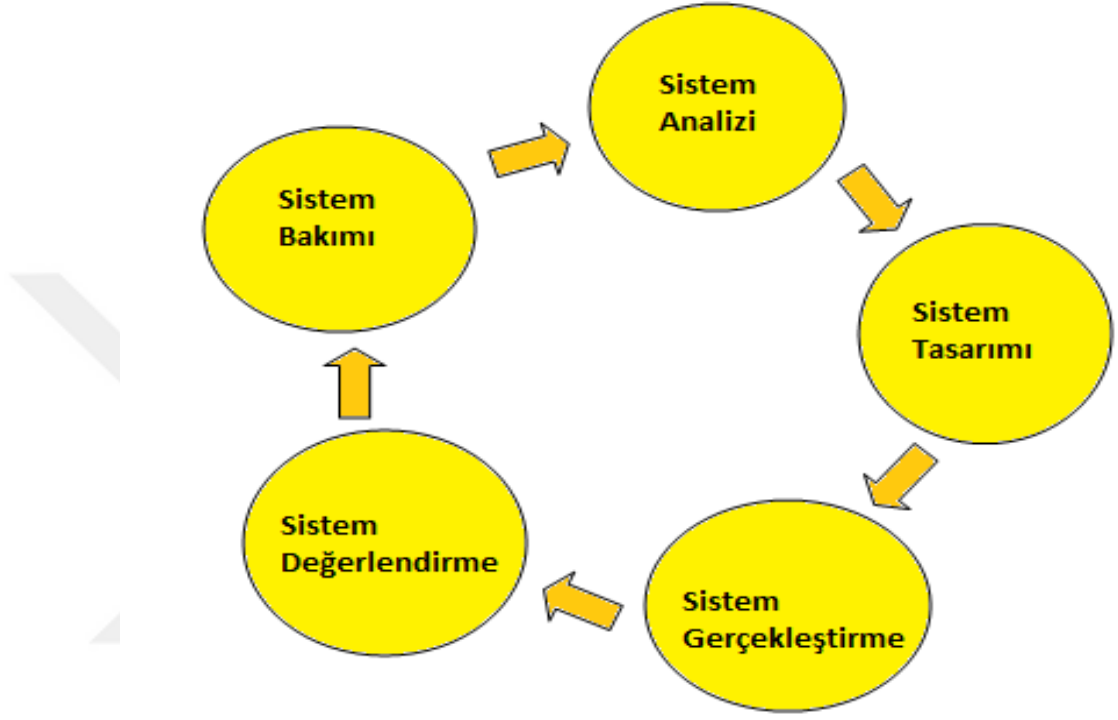 Sistem
Analizi
Sistem
Tasarımı
Sistem
Gerçekleştirme
Sistem
Değerlendirme
Sistem
Bakımı